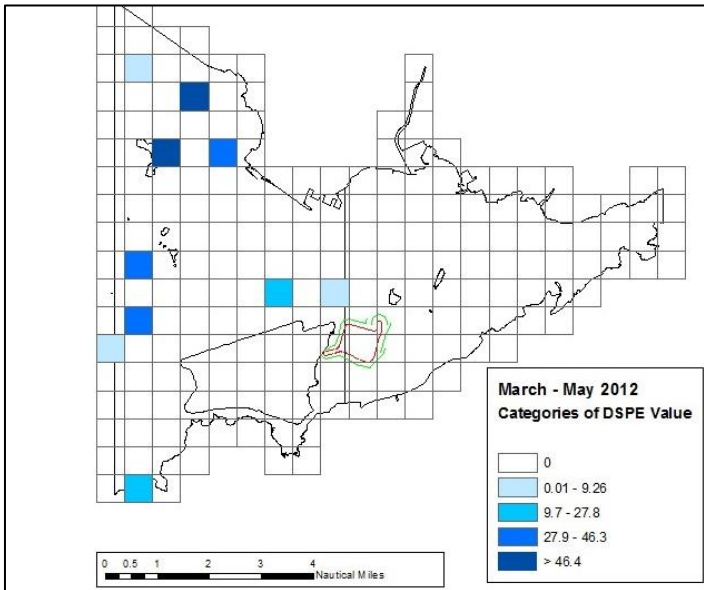 March - May 2012
Categories of DSPE Value
0
0.01 - 9.26
9.7 - 27.8
27.9 - 46.3
> 46.4
0 0.5 1 2 3 4
Nautical Miles